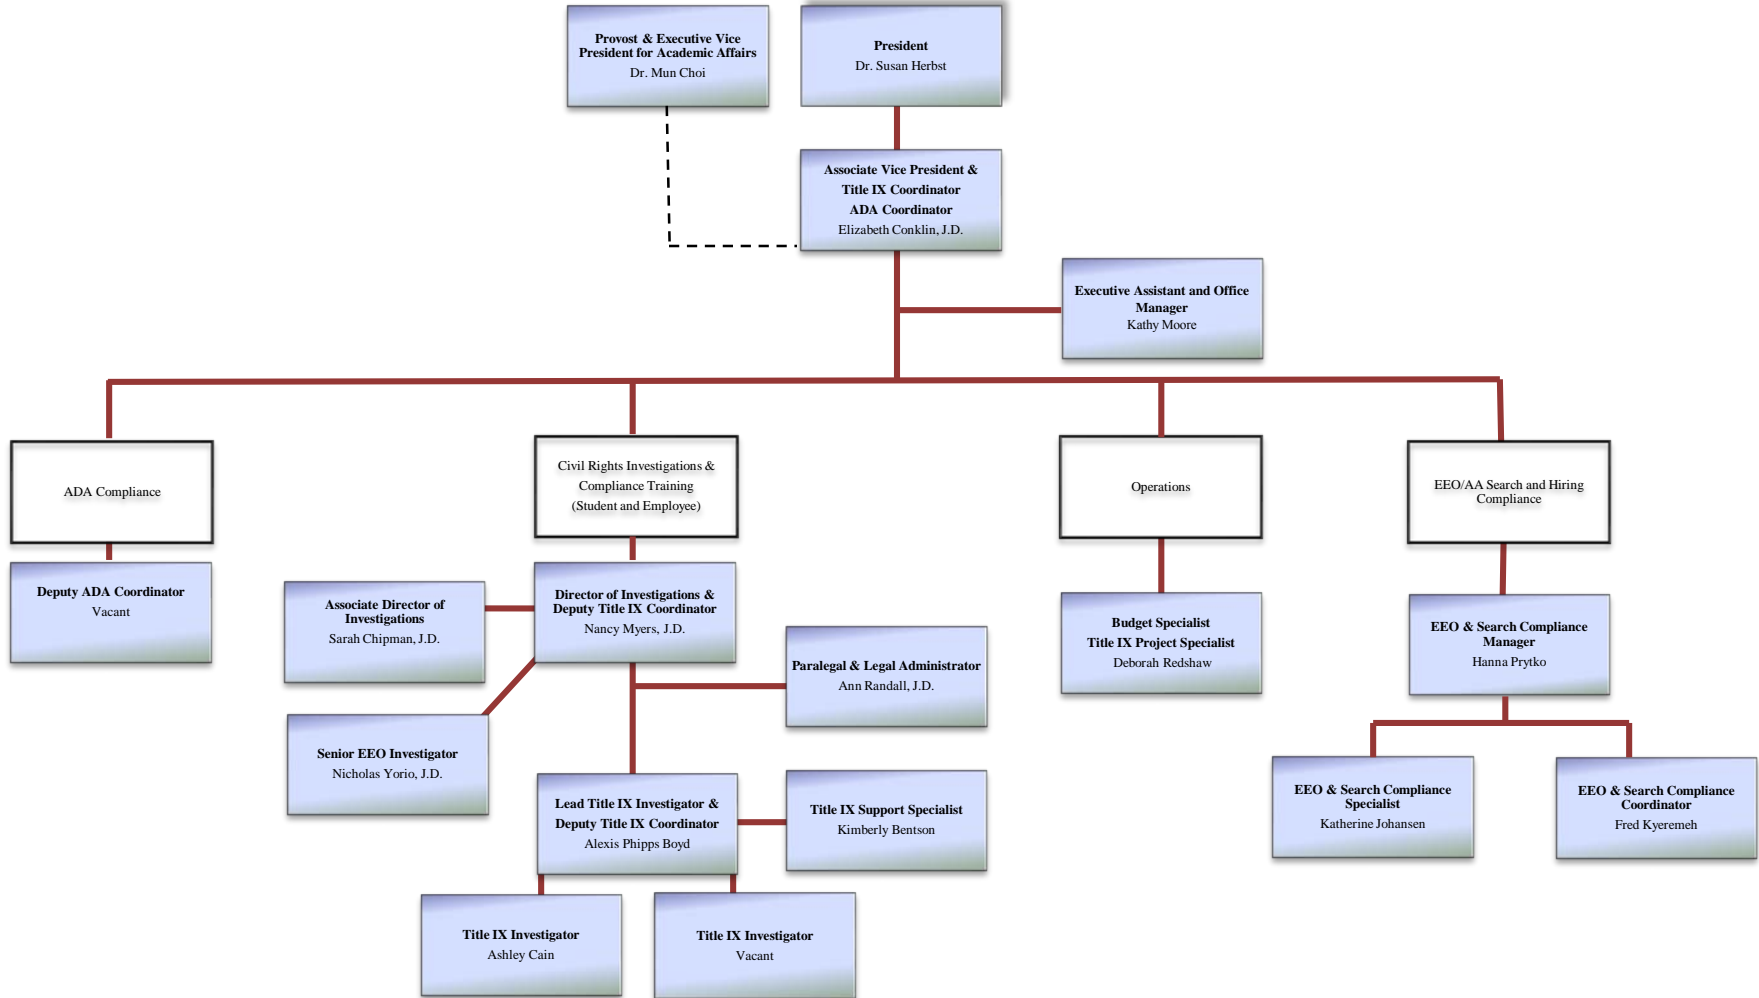 Provost & Executive Vice
President for Academic Affairs
Dr. Mun Choi
President
Dr. Susan Herbst
Associate Vice President &
Title IX Coordinator
ADA Coordinator
Elizabeth Conklin, J.D.
Executive Assistant and Office
Manager
Kathy Moore
ADA Compliance
Civil Rights Investigations &
Compliance Training
(Student and Employee)
Operations
EEO/AA Search and Hiring
Compliance
Deputy ADA Coordinator
Vacant
Associate Director of
Investigations
Sarah Chipman, J.D.
Director of Investigations &
Deputy Title IX Coordinator
Nancy Myers, J.D.
Paralegal & Legal Administrator
Ann Randall, J.D.
Budget Specialist
Title IX Project Specialist
Deborah Redshaw
EEO & Search Compliance
Manager
Hanna Prytko
Senior EEO Investigator
Nicholas Yorio, J.D.
Lead Title IX Investigator &
Deputy Title IX Coordinator
Alexis Phipps Boyd
Title IX Support Specialist
Kimberly Bentson
EEO & Search Compliance
Specialist
Katherine Johansen
EEO & Search Compliance
Coordinator
Fred Kyeremeh
Title IX Investigator
Ashley Cain
Title IX Investigator
Vacant